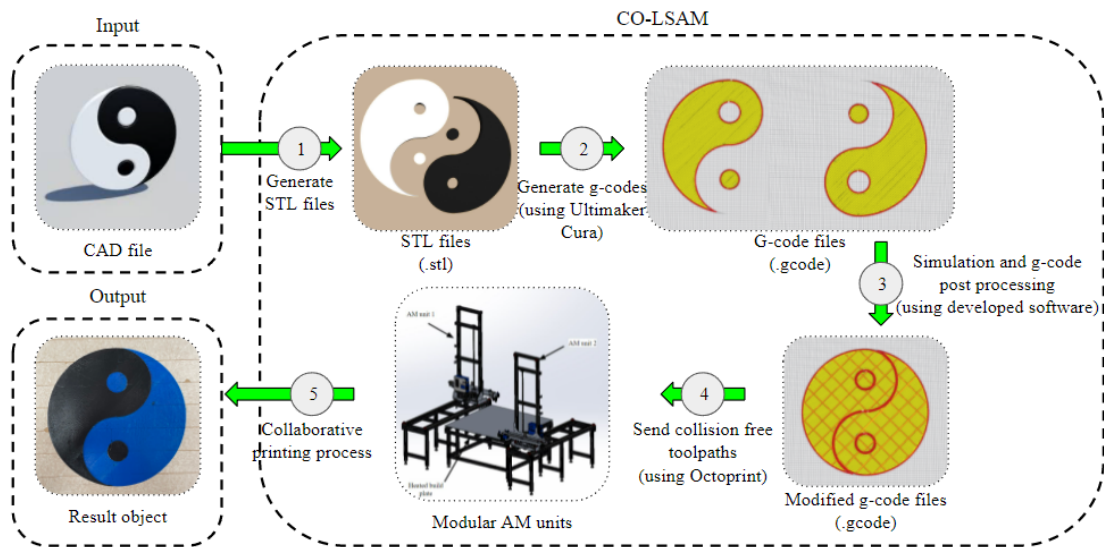 Input
CO-LSAM
1
Generate
STL files
2
Generate g-codes
(using Ultimaker
Cura)
CAD file
STL files
(.stl)
G-code files
(.gcode)
3
Simulation and g-code
post processing
(using developed software)
Output
AM unit 1
AM unit 2
Heated build
plate
4
Send collision free
toolpaths
(using Octoprint)
5
Collaborative
printing process
Result object
Modular AM units
Modified g-code files
(.gcode)